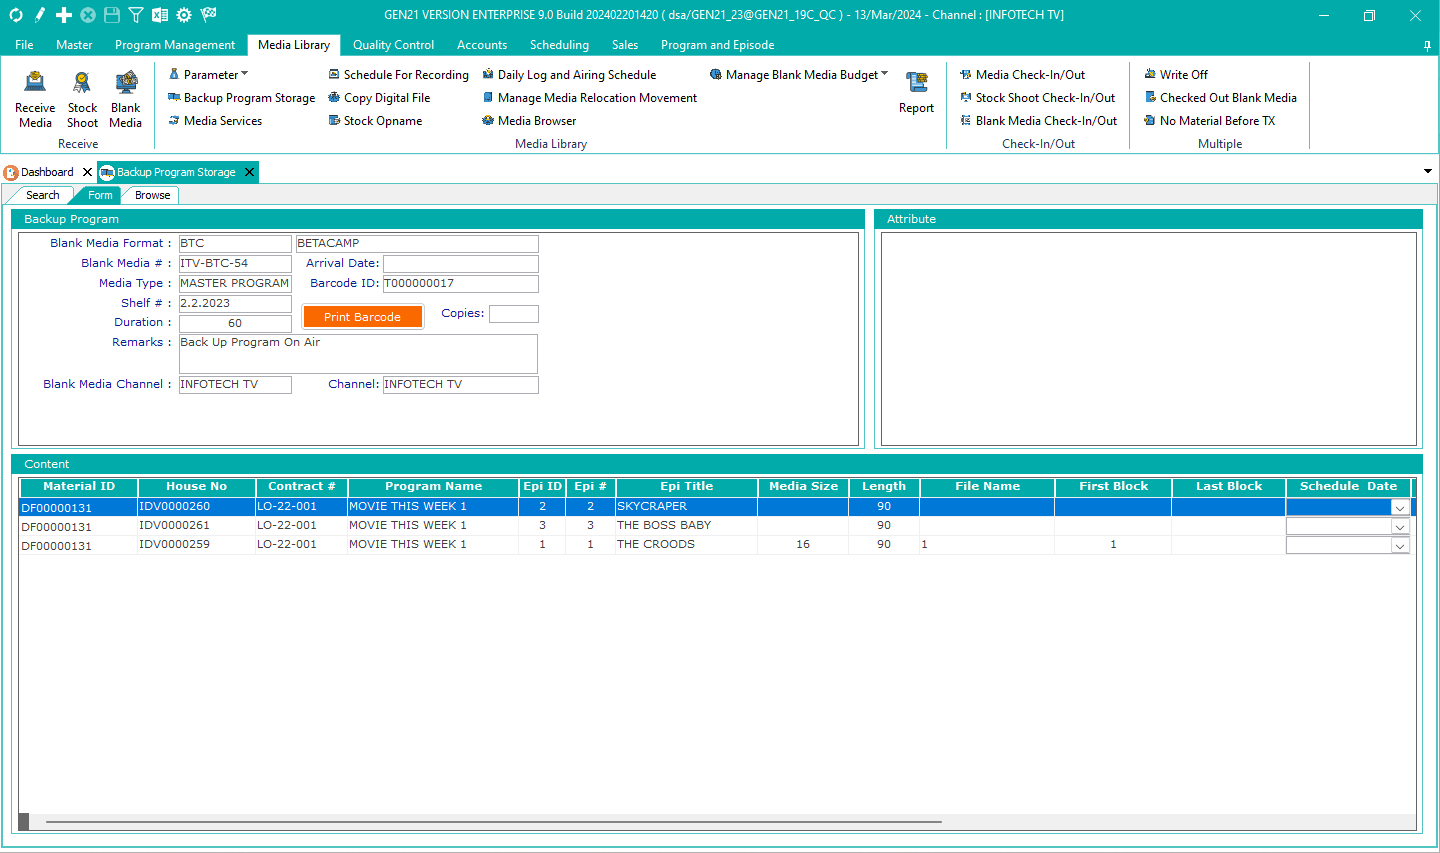 GEN21 VERSION ENTERPRISE 9.0 Build 202402201420 ( dsa/GEN21_23@GEN21_19C_QC ) - 13/Mar/2024 - Channel : [INFOTECH TV]
File Master Program Management Media Library Quality Control Accounts Scheduling Sales Program and Episode
Receive Media
Stock Shoot
Blank Media
Receive
Parameter
Backup Program Storage
Media Services
Schedule For Recording
Copy Digital File
Stock Opname
Daily Log and Airing Schedule
Manage Media Relocation Movement
Media Browser
Manage Blank Media Budget
Report
Media Library
Media Check-In/Out
Stock Shoot Check-In/Out
Blank Media Check-In/Out
Check-In/Out
Write Off
Checked Out Blank Media
No Material Before TX
Multiple
Dashboard Backup Program Storage
Search Form Browse
Backup Program
Blank Media Format : BTC BETACAMP
Blank Media # : ITV-BTC-54 Arrival Date:
Media Type : MASTER PROGRAM Barcode ID: T000000017
Shelf # : 2.2.2023
Duration : 60 Print Barcode Copies:
Remarks : Back Up Program On Air
Blank Media Channel : INFOTECH TV Channel: INFOTECH TV
Attribute
Content
Material ID House No Contract # Program Name Epi ID Epi # Epi Title Media Size Length File Name First Block Last Block Schedule Date
DF00000131 IDV0000260 LO-22-001 MOVIE THIS WEEK 1 2 2 SKYCRAPER 90
DF00000131 IDV0000261 LO-22-001 MOVIE THIS WEEK 1 3 3 THE BOSS BABY 90
DF00000131 IDV0000259 LO-22-001 MOVIE THIS WEEK 1 1 1 THE CROODS 16 90 1 1